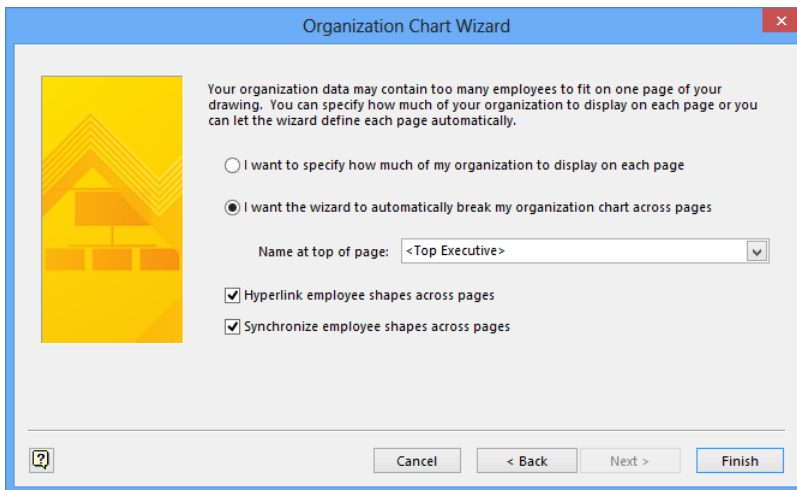 Organization Chart Wizard
Your organization data may contain too many employees to fit on one page of your
drawing. You can specify how much of your organization to display on each page or you
can let the wizard define each page automatically.
I want to specify how much of my organization to display on each page
I want the wizard to automatically break my organization chart across pages
Name at top of page: <Top Executive>
Hyperlink employee shapes across pages
Synchronize employee shapes across pages
Cancel < Back Next > Finish